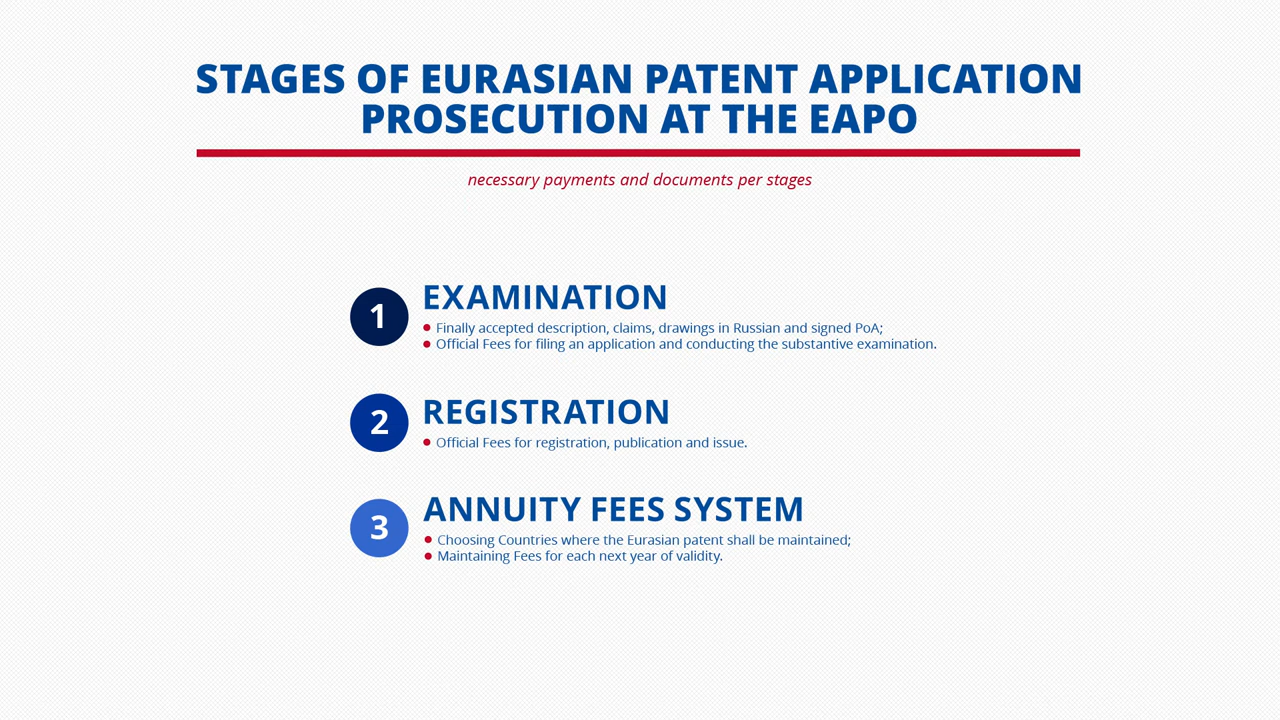 STAGES OF EURASIAN PATENT APPLICATION
PROSECUTION AT THE EAPO
necessary payments and documents per stages
1
EXAMINATION
Finally accepted description, claims, drawings in Russian and signed PoA;
Official Fees for filing an application and conducting the substantive examination.
2
REGISTRATION
Official Fees for registration, publication and issue.
3
ANNUITY FEES SYSTEM
Choosing Countries where the Eurasian patent shall be maintained;
Maintaining Fees for each next year of validity.